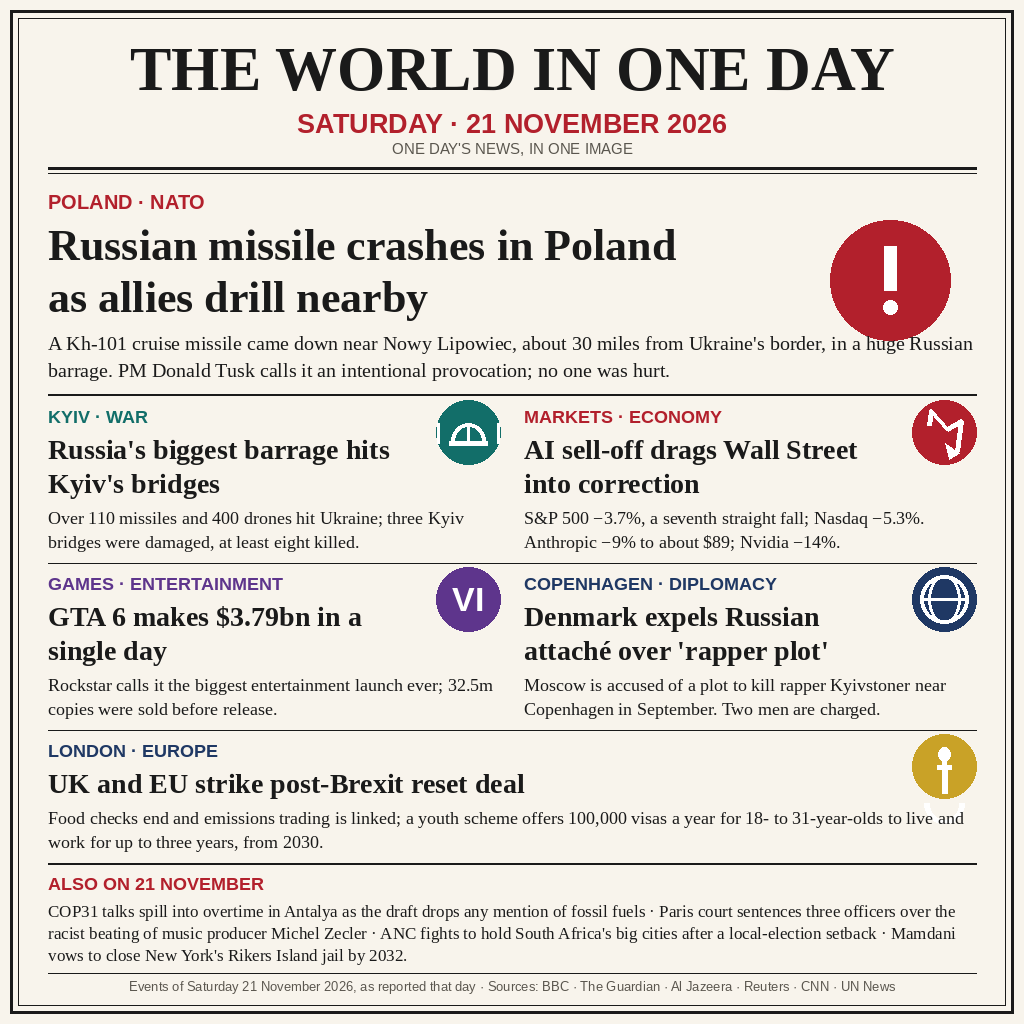 THE WORLD IN ONE DAY
SATURDAY · 21 NOVEMBER 2026
ONE DAY'S NEWS, IN ONE IMAGE
POLAND · NATO
Russian missile crashes in Poland
as allies drill nearby
!
A Kh-101 cruise missile came down near Nowy Lipowiec, about 30 miles from Ukraine's border, in a huge Russian
barrage. PM Donald Tusk calls it an intentional provocation; no one was hurt.
KYIV · WAR
Russia's biggest barrage hits
Kyiv's bridges
Over 110 missiles and 400 drones hit Ukraine; three Kyiv
bridges were damaged, at least eight killed.
MARKETS · ECONOMY
AI sell-off drags Wall Street
into correction
S&P 500 −3.7%, a seventh straight fall; Nasdaq −5.3%.
Anthropic −9% to about $89; Nvidia −14%.
GAMES · ENTERTAINMENT
GTA 6 makes $3.79bn in a
single day
VI
Rockstar calls it the biggest entertainment launch ever; 32.5m
copies were sold before release.
COPENHAGEN · DIPLOMACY
Denmark expels Russian
attaché over 'rapper plot'
Moscow is accused of a plot to kill rapper Kyivstoner near
Copenhagen in September. Two men are charged.
LONDON · EUROPE
UK and EU strike post-Brexit reset deal
Food checks end and emissions trading is linked; a youth scheme offers 100,000 visas a year for 18- to 31-year-olds to live and
work for up to three years, from 2030.
ALSO ON 21 NOVEMBER
COP31 talks spill into overtime in Antalya as the draft drops any mention of fossil fuels · Paris court sentences three officers over the
racist beating of music producer Michel Zecler · ANC fights to hold South Africa's big cities after a local-election setback · Mamdani
vows to close New York's Rikers Island jail by 2032.
Events of Saturday 21 November 2026, as reported that day · Sources: BBC · The Guardian · Al Jazeera · Reuters · CNN · UN News